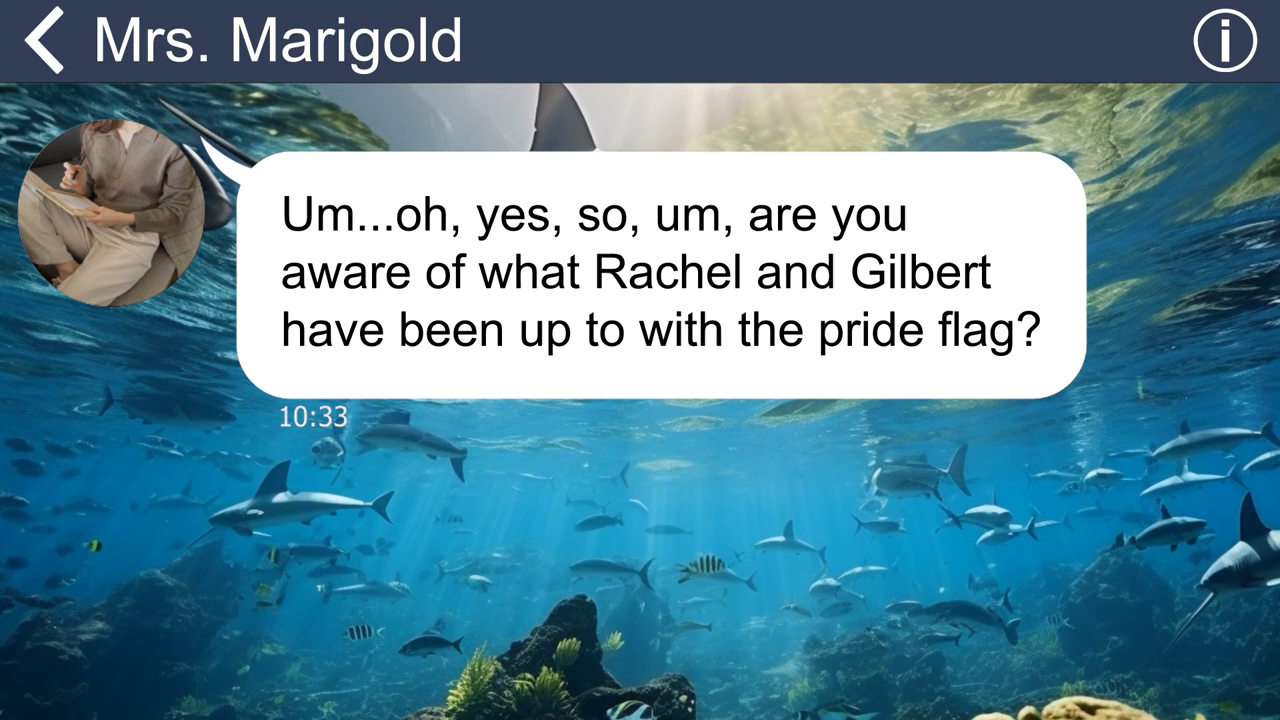 Mrs. Marigold
Um...oh, yes, so, um, are you
aware of what Rachel and Gilbert
have been up to with the pride flag?
10:33